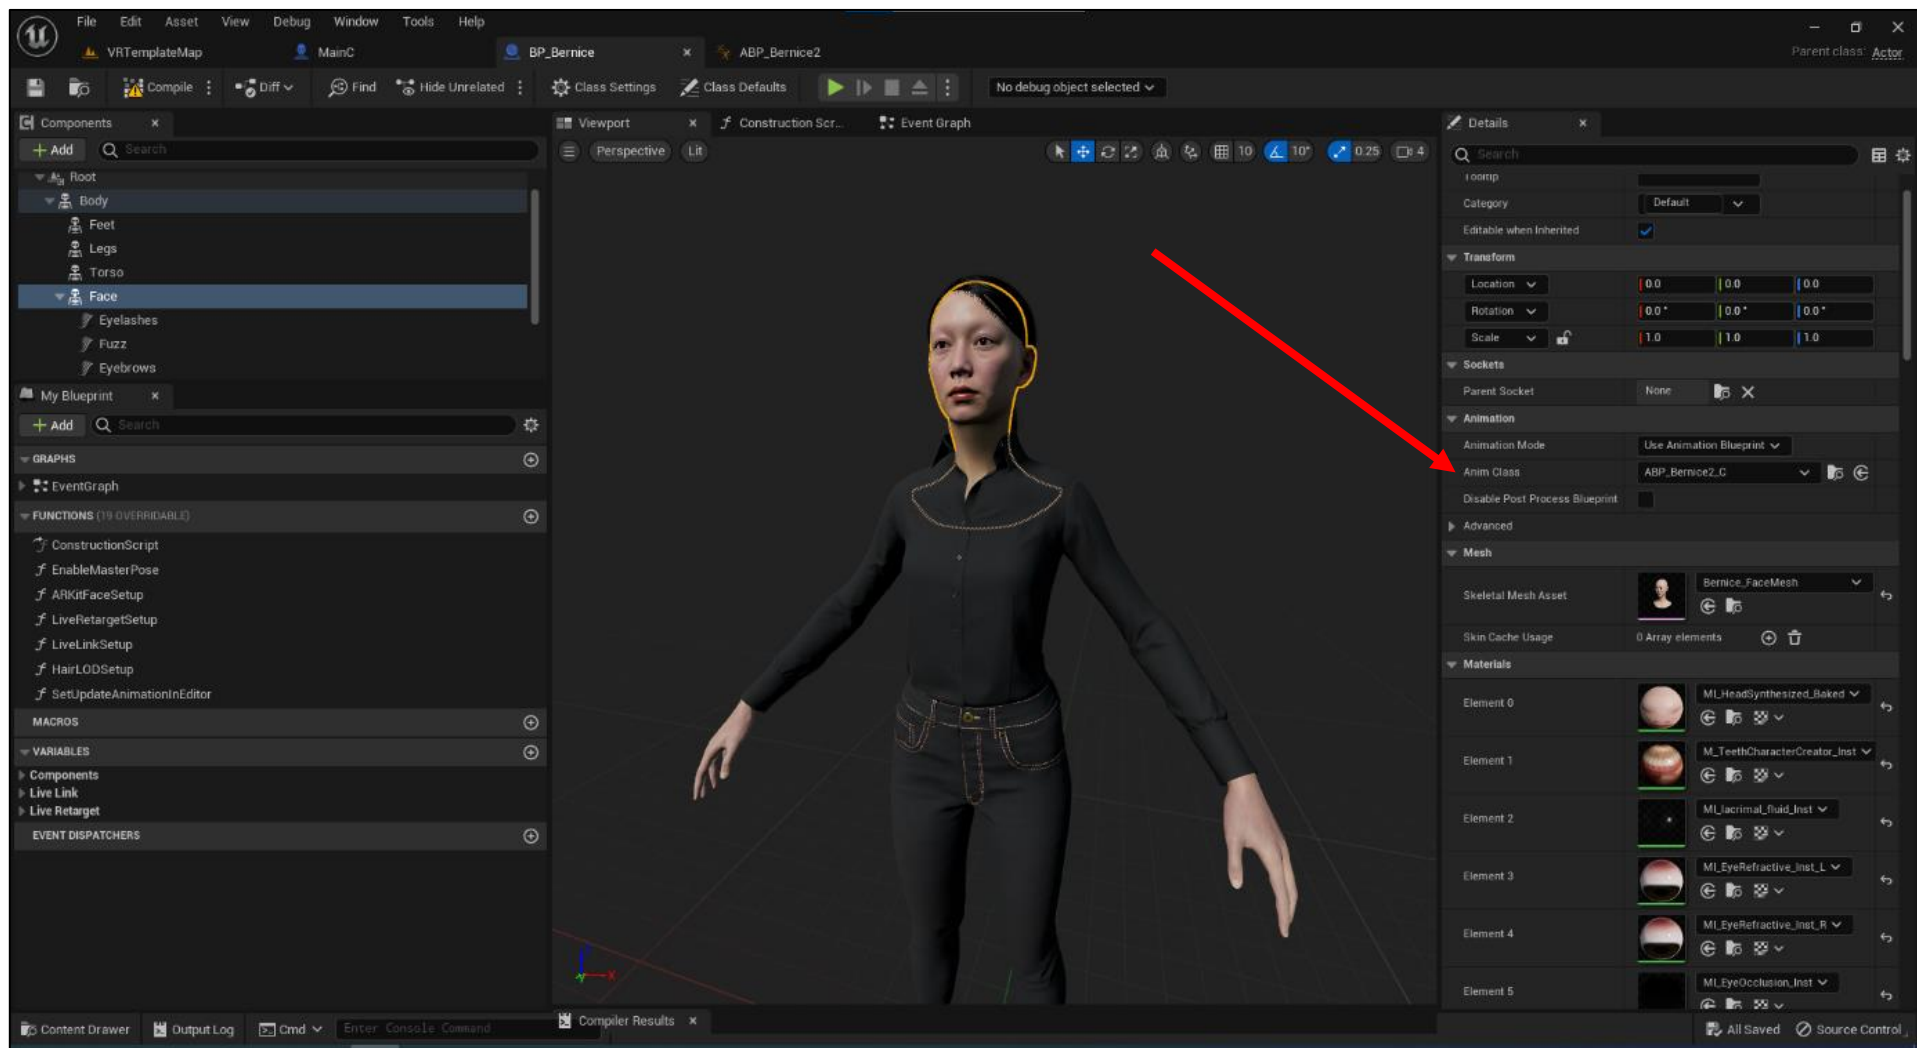 File Edit Asset View Debug Window Tools Help
VRTemplateMap MainC BP_Bernice ABP_Bernice2
Parent class: Actor
Compile Diff Find Hide Unrelated Class Settings Class Defaults No debug object selected
Components
Add Search
Root
Body
Feet
Legs
Torso
Face
Eyelashes
Fuzz
Eyebrows
My Blueprint
Add Search
GRAPHS
EventGraph
FUNCTIONS (19 OVERRIDABLE)
ConstructionScript
EnableMasterPose
ARKitFaceSetup
LiveRetargetSetup
LiveLinkSetup
HairLODSetup
SetUpdateAnimationInEditor
MACROS
VARIABLES
Components
Live Link
Live Retarget
EVENT DISPATCHERS
Viewport Construction Scr... Event Graph
Perspective Lit 10 10° 0.25 4
Z
Y X
Details
Search
Tooltip
Category Default
Editable when Inherited
Transform
Location 0.0 0.0 0.0
Rotation 0.0° 0.0° 0.0°
Scale 1.0 1.0 1.0
Sockets
Parent Socket None
Animation
Animation Mode Use Animation Blueprint
Anim Class ABP_Bernice2_C
Disable Post Process Blueprint
Advanced
Mesh
Skeletal Mesh Asset Bernice_FaceMesh
Skin Cache Usage 0 Array elements
Materials
Element 0 MI_HeadSynthesized_Baked
Element 1 M_TeethCharacterCreator_Inst
Element 2 MI_lacrimal_fluid_Inst
Element 3 MI_EyeRefractive_Inst_L
Element 4 MI_EyeRefractive_Inst_R
Element 5 MI_EyeOcclusion_Inst
Content Drawer Output Log Cmd Enter Console Command
Compiler Results
All Saved Source Control